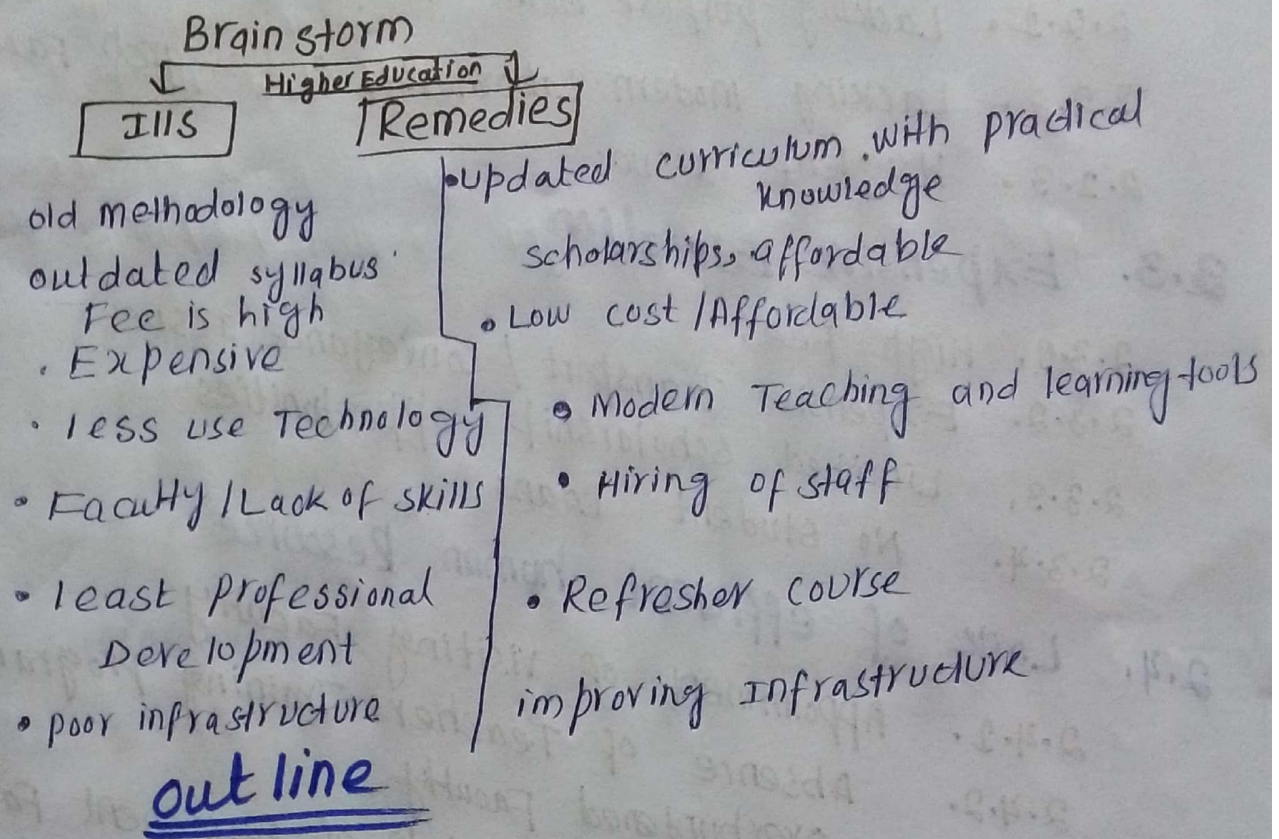 Brain storm
Higher Education
Ills
Remedies
old methodology
outdated syllabus
Fee is high
• Expensive
• less use Technology
• Faculty / Lack of skills
• least Professional
Development
• poor infrastructure
• updated curriculum with practical
knowledge
scholarships, affordable
• Low cost / Affordable
• Modern Teaching and learning tools
• Hiring of staff
• Refresher course
improving Infrastructure
outline